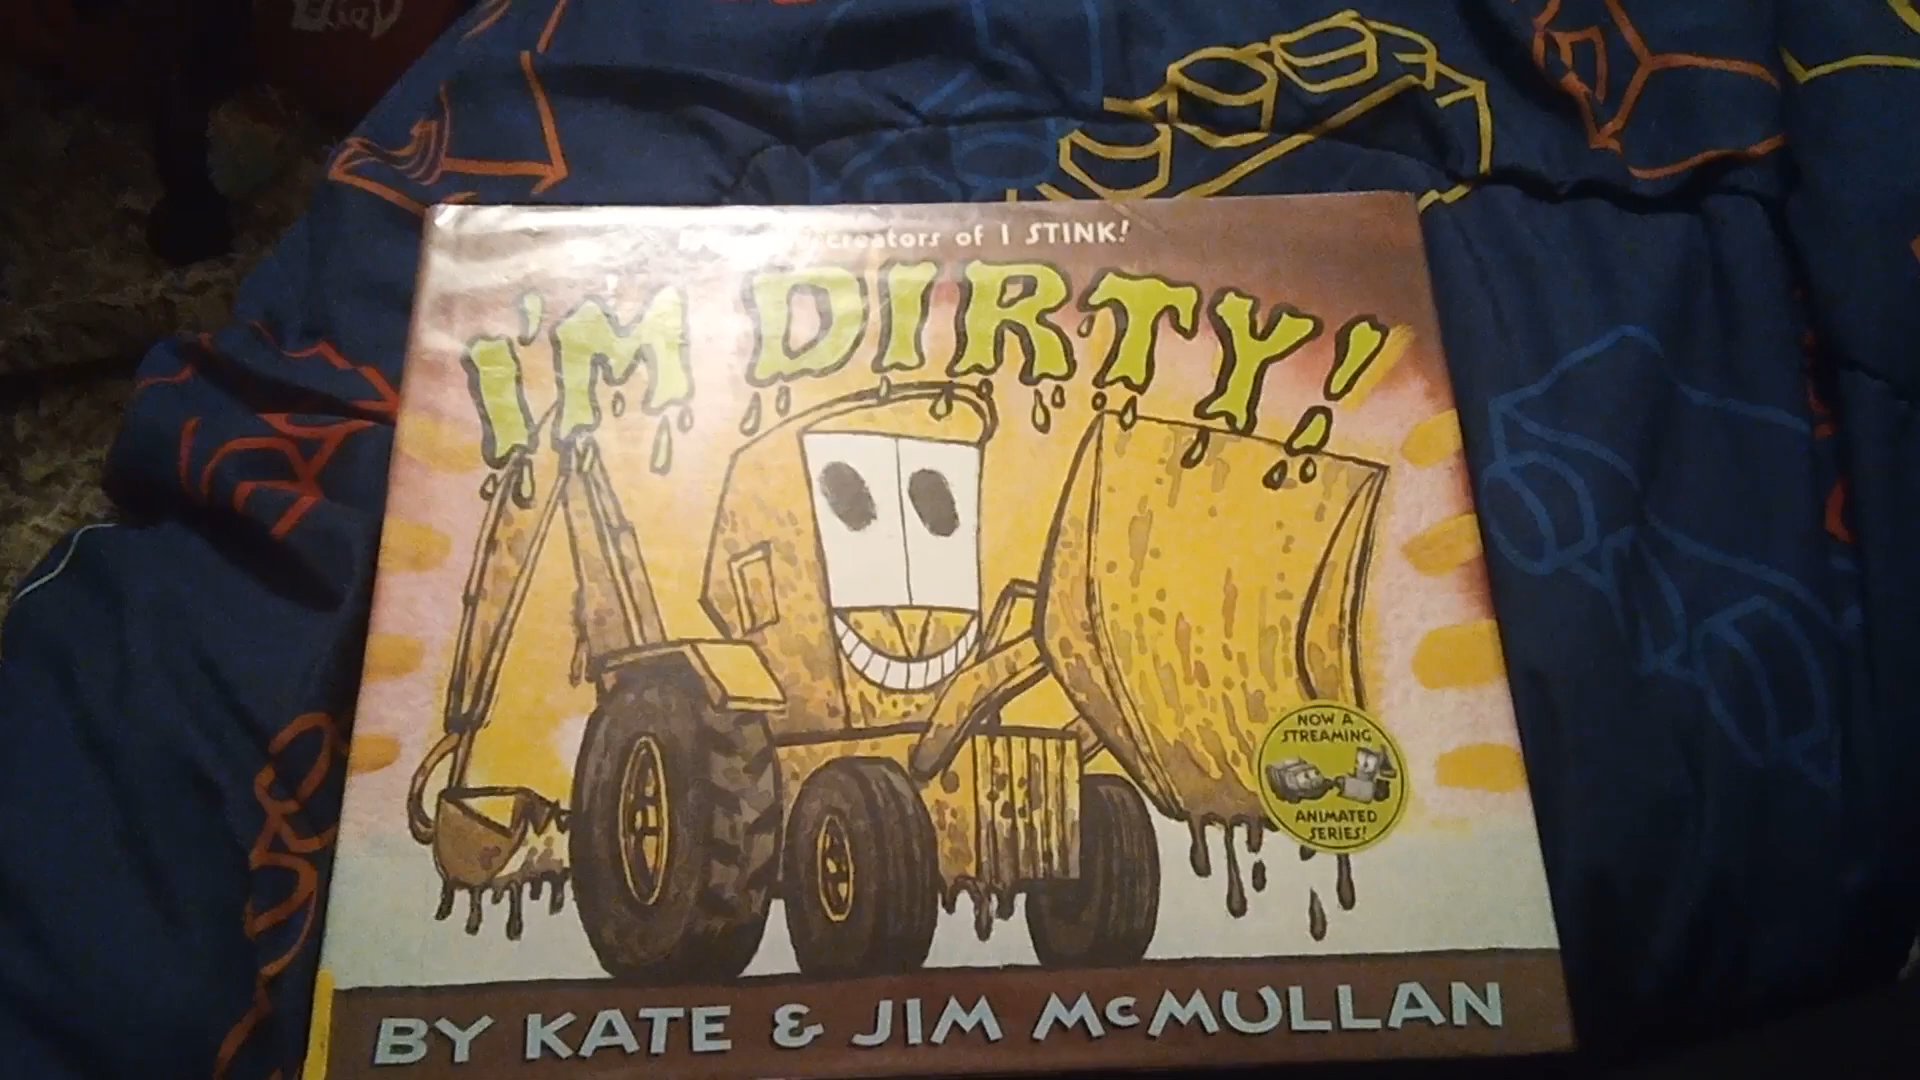 creators of I STINK!
I'M DIRTY!
NOW A
STREAMING
ANIMATED
SERIES!
BY KATE & JIM McMULLAN